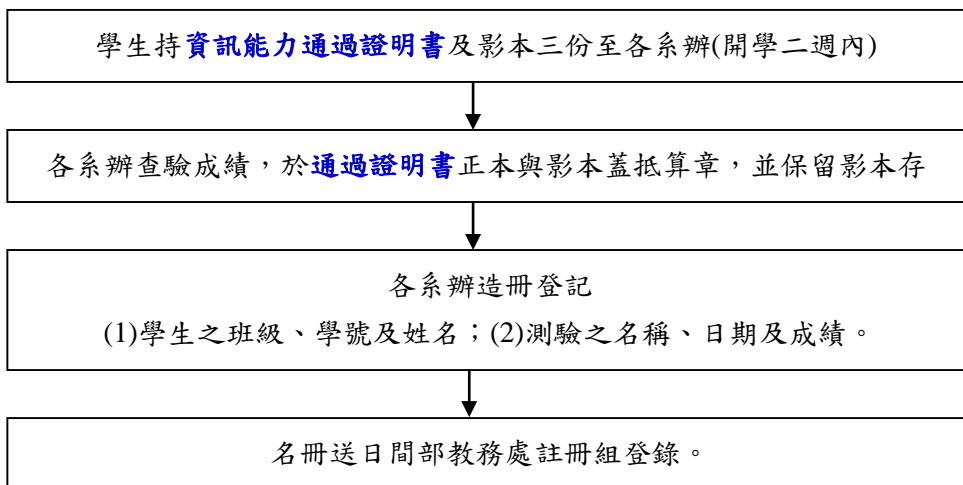 學生持資訊能力通過證明書及影本三份至各系辦(開學二週內)
各系辦查驗成績，於通過證明書正本與影本蓋抵算章，並保留影本存
各系辦造冊登記
(1)學生之班級、學號及姓名；(2)測驗之名稱、日期及成績。
名冊送日間部教務處註冊組登錄。